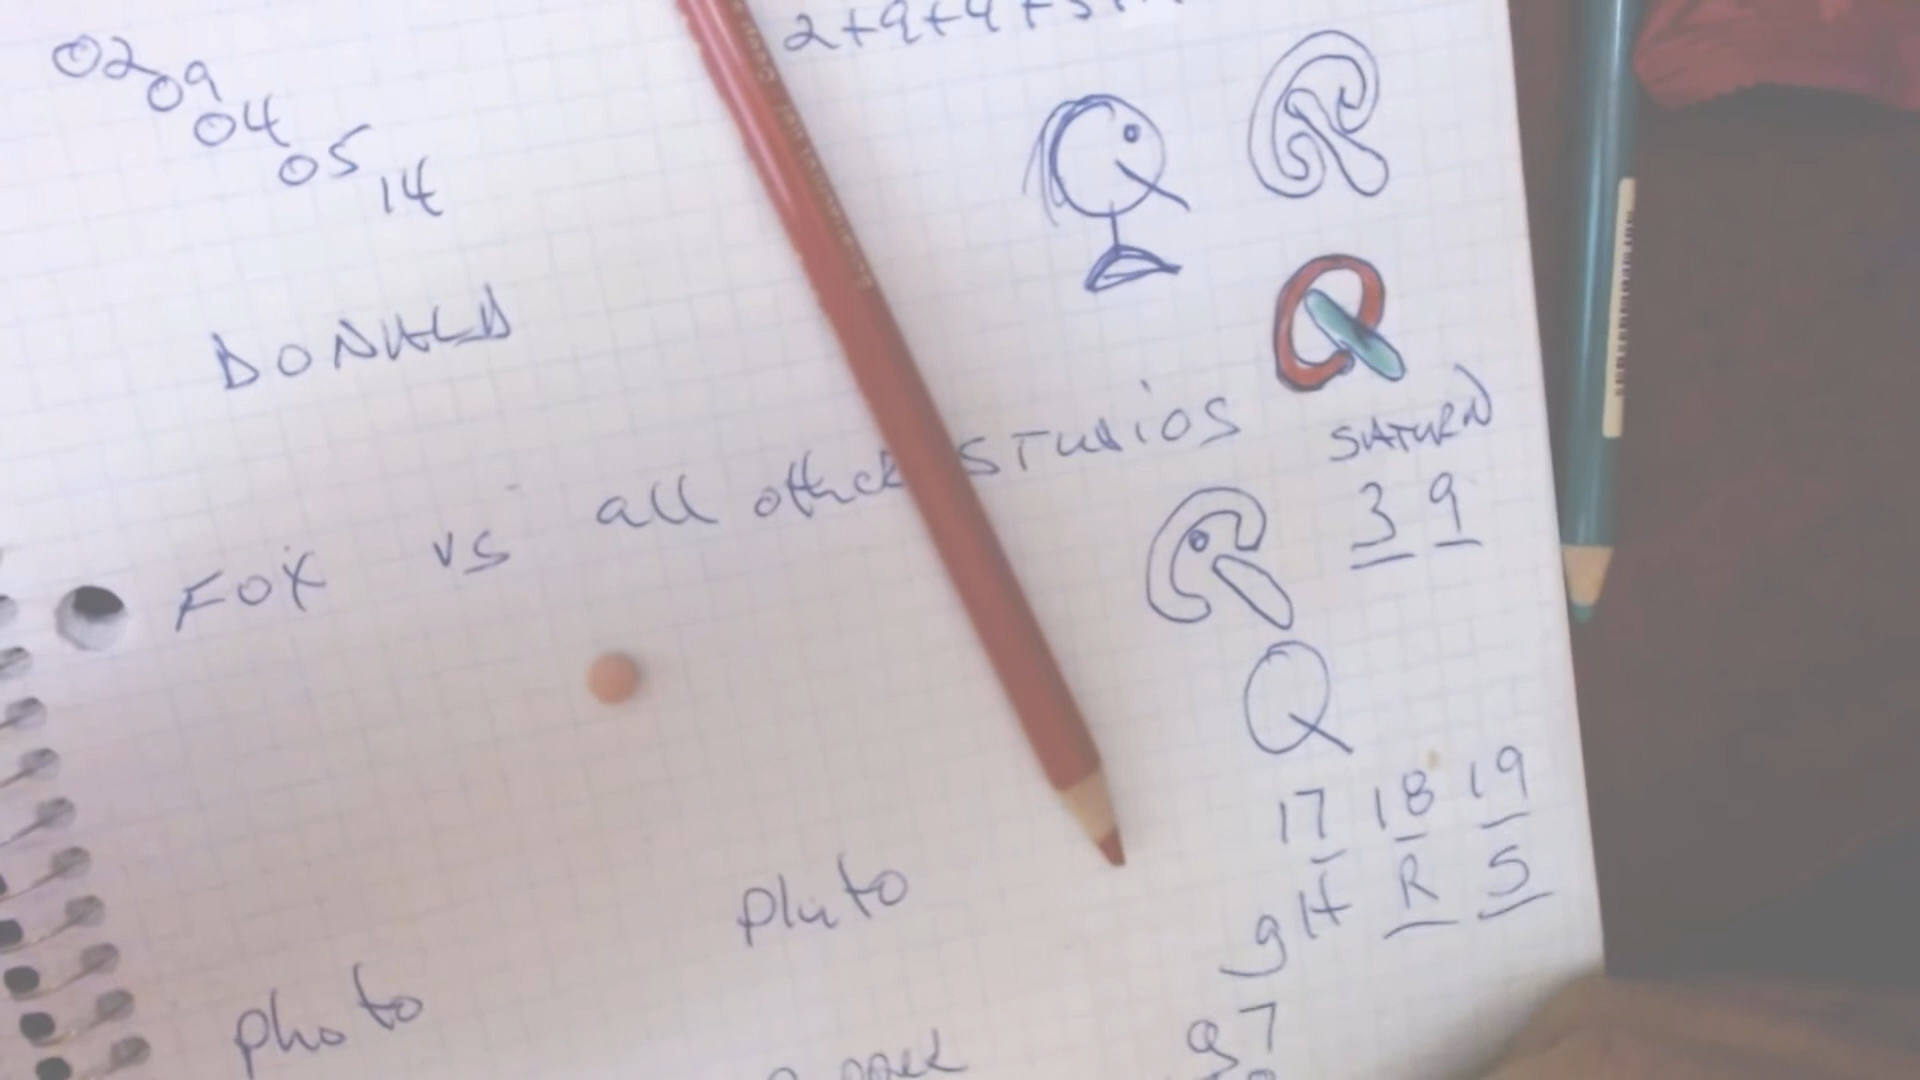 2+9+4+5+
02
09
04
05
14
DONALD
SATURN
FOX vs all other STUDIOS
3 9
Q
17 18 19
g H R S
pluto
photo
97